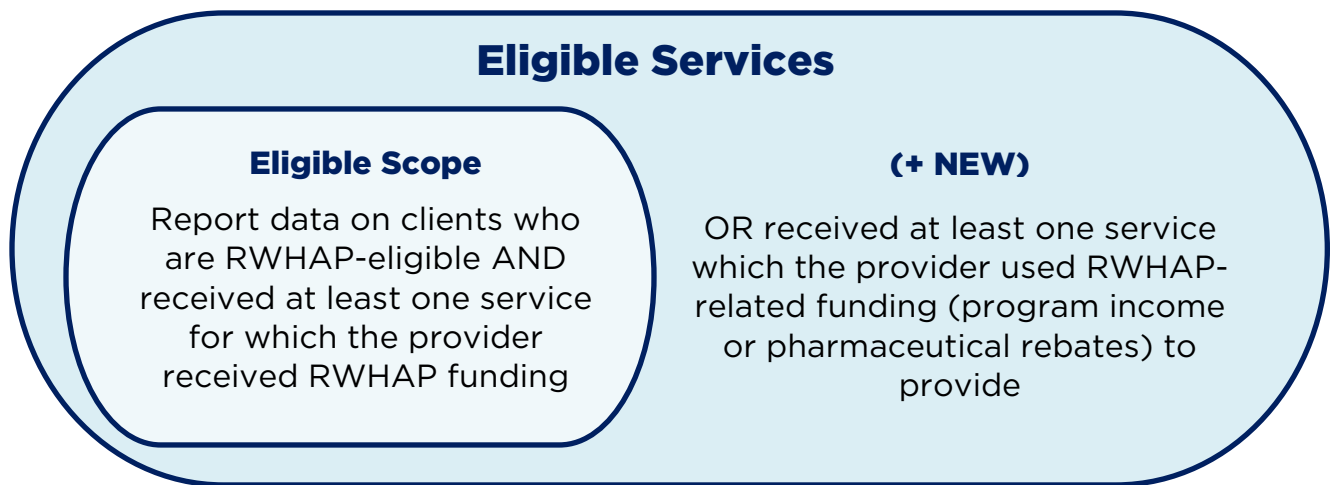 Eligible Services
Eligible Scope
Report data on clients who
are RWHAP-eligible AND
received at least one service
for which the provider
received RWHAP funding
(+ NEW)
OR received at least one service
which the provider used RWHAP-
related funding (program income
or pharmaceutical rebates) to
provide